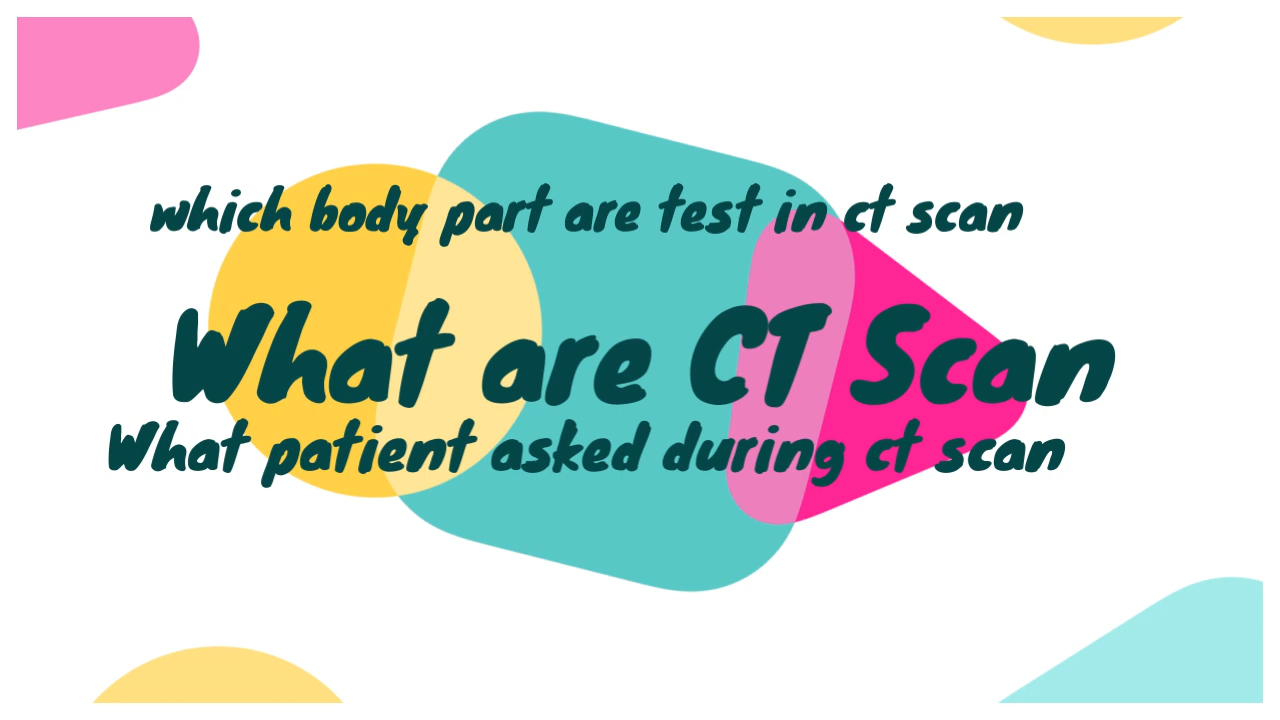 which body part are test in ct scan
What are CT Scan
What patient asked during ct scan